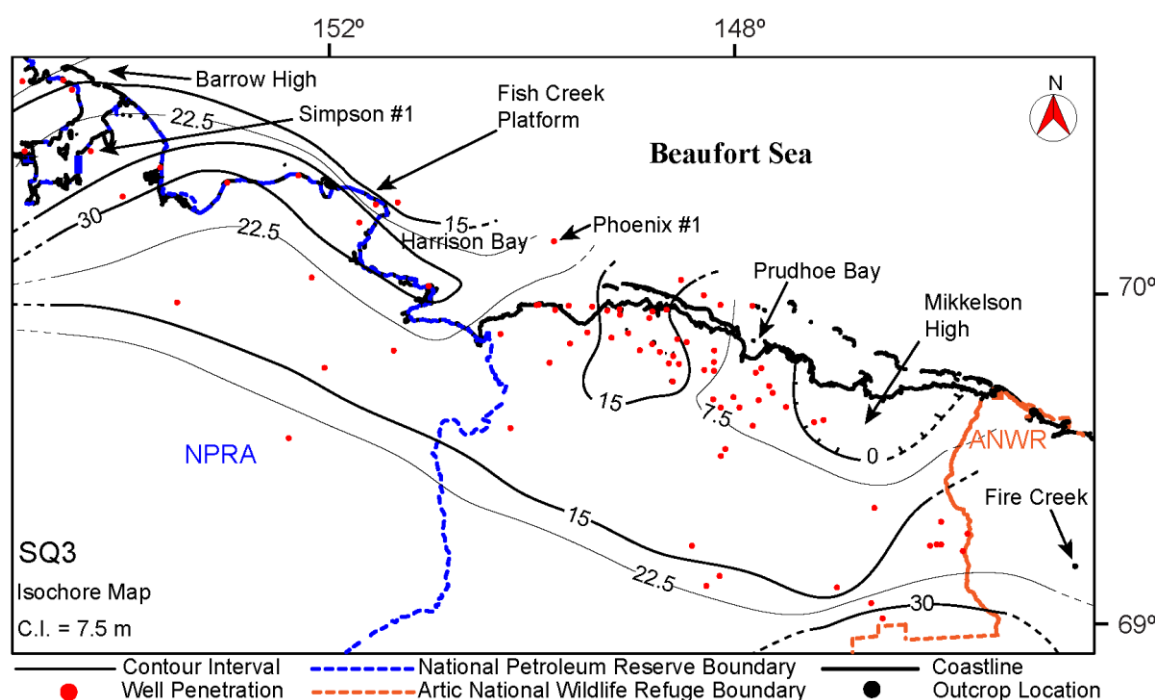 152º
148º
Barrow High
Simpson #1
Fish Creek
Platform
N
22.5
Beaufort Sea
30
15
22.5
Harrison Bay
Phoenix #1
Prudhoe Bay
70º
Mikkelson
High
15
7.5
NPRA
0
ANWR
Fire Creek
15
SQ3
22.5
Isochore Map
30
C.I. = 7.5 m
69º
Contour Interval
National Petroleum Reserve Boundary
Coastline
Well Penetration
Artic National Wildlife Refuge Boundary
Outcrop Location